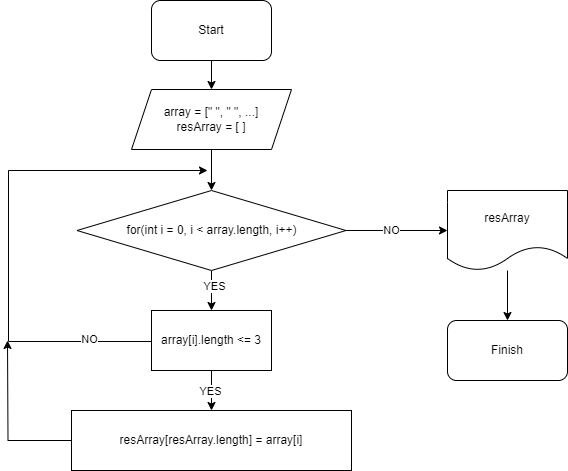 Start
array = [" ", " ", ...]
resArray = [ ]
for(int i = 0, i < array.length, i++)
NO
resArray
YES
array[i].length <= 3
NO
Finish
YES
resArray[resArray.length] = array[i]